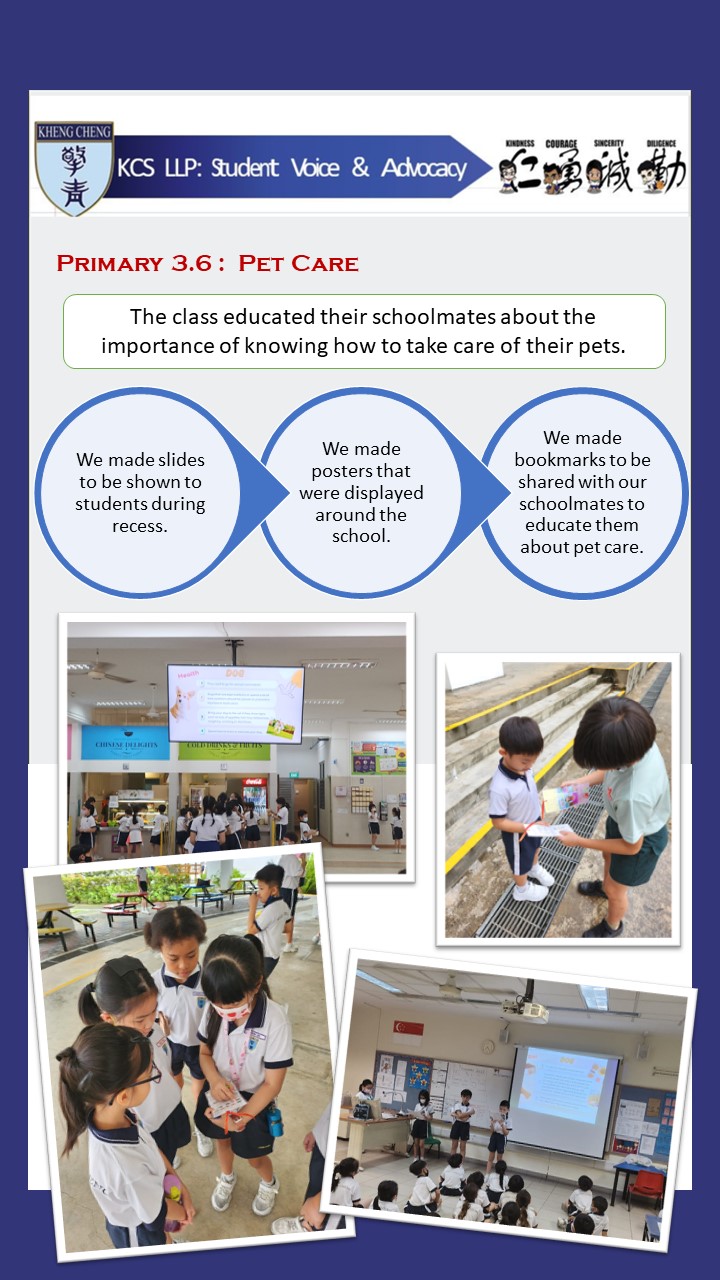 KHENG CHENG
擎青
KCS LLP: Student Voice & Advocacy
KINDNESS COURAGE SINCERITY DILIGENCE
仁勇诚勤
PRIMARY 3.6 : PET CARE
The class educated their schoolmates about the
importance of knowing how to take care of their pets.
We made slides
to be shown to
students during
recess.
We made
posters that
were displayed
around the
school.
We made
bookmarks to be
shared with our
schoolmates to
educate them
about pet care.
Health
DOG
CHINESE DELIGHTS
COLD DRINKS & FRUITS
DOG